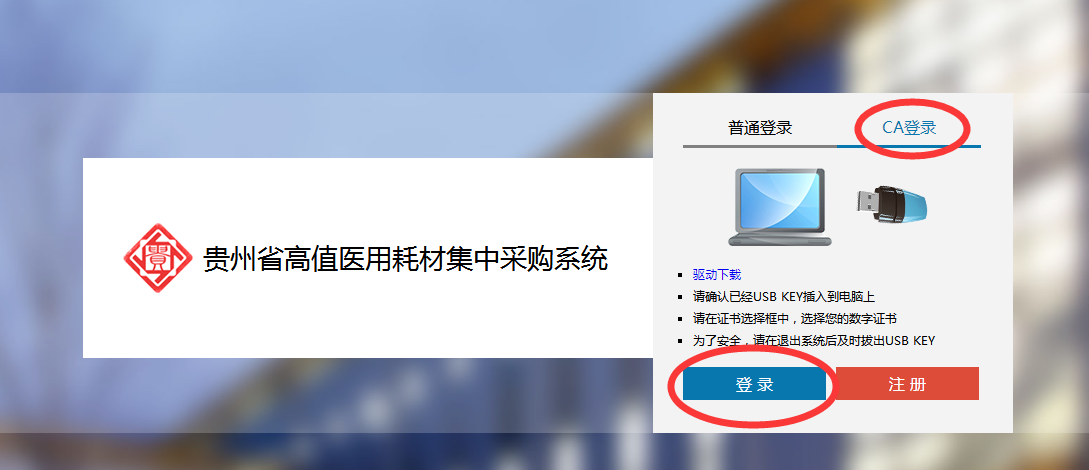 普通登录
CA登录
贵州省高值医用耗材集中采购系统
驱动下载
请确认已经USB KEY插入到电脑上
请在证书选择框中，选择您的数字证书
为了安全，请在退出系统后及时拔出USB KEY
登 录
注 册